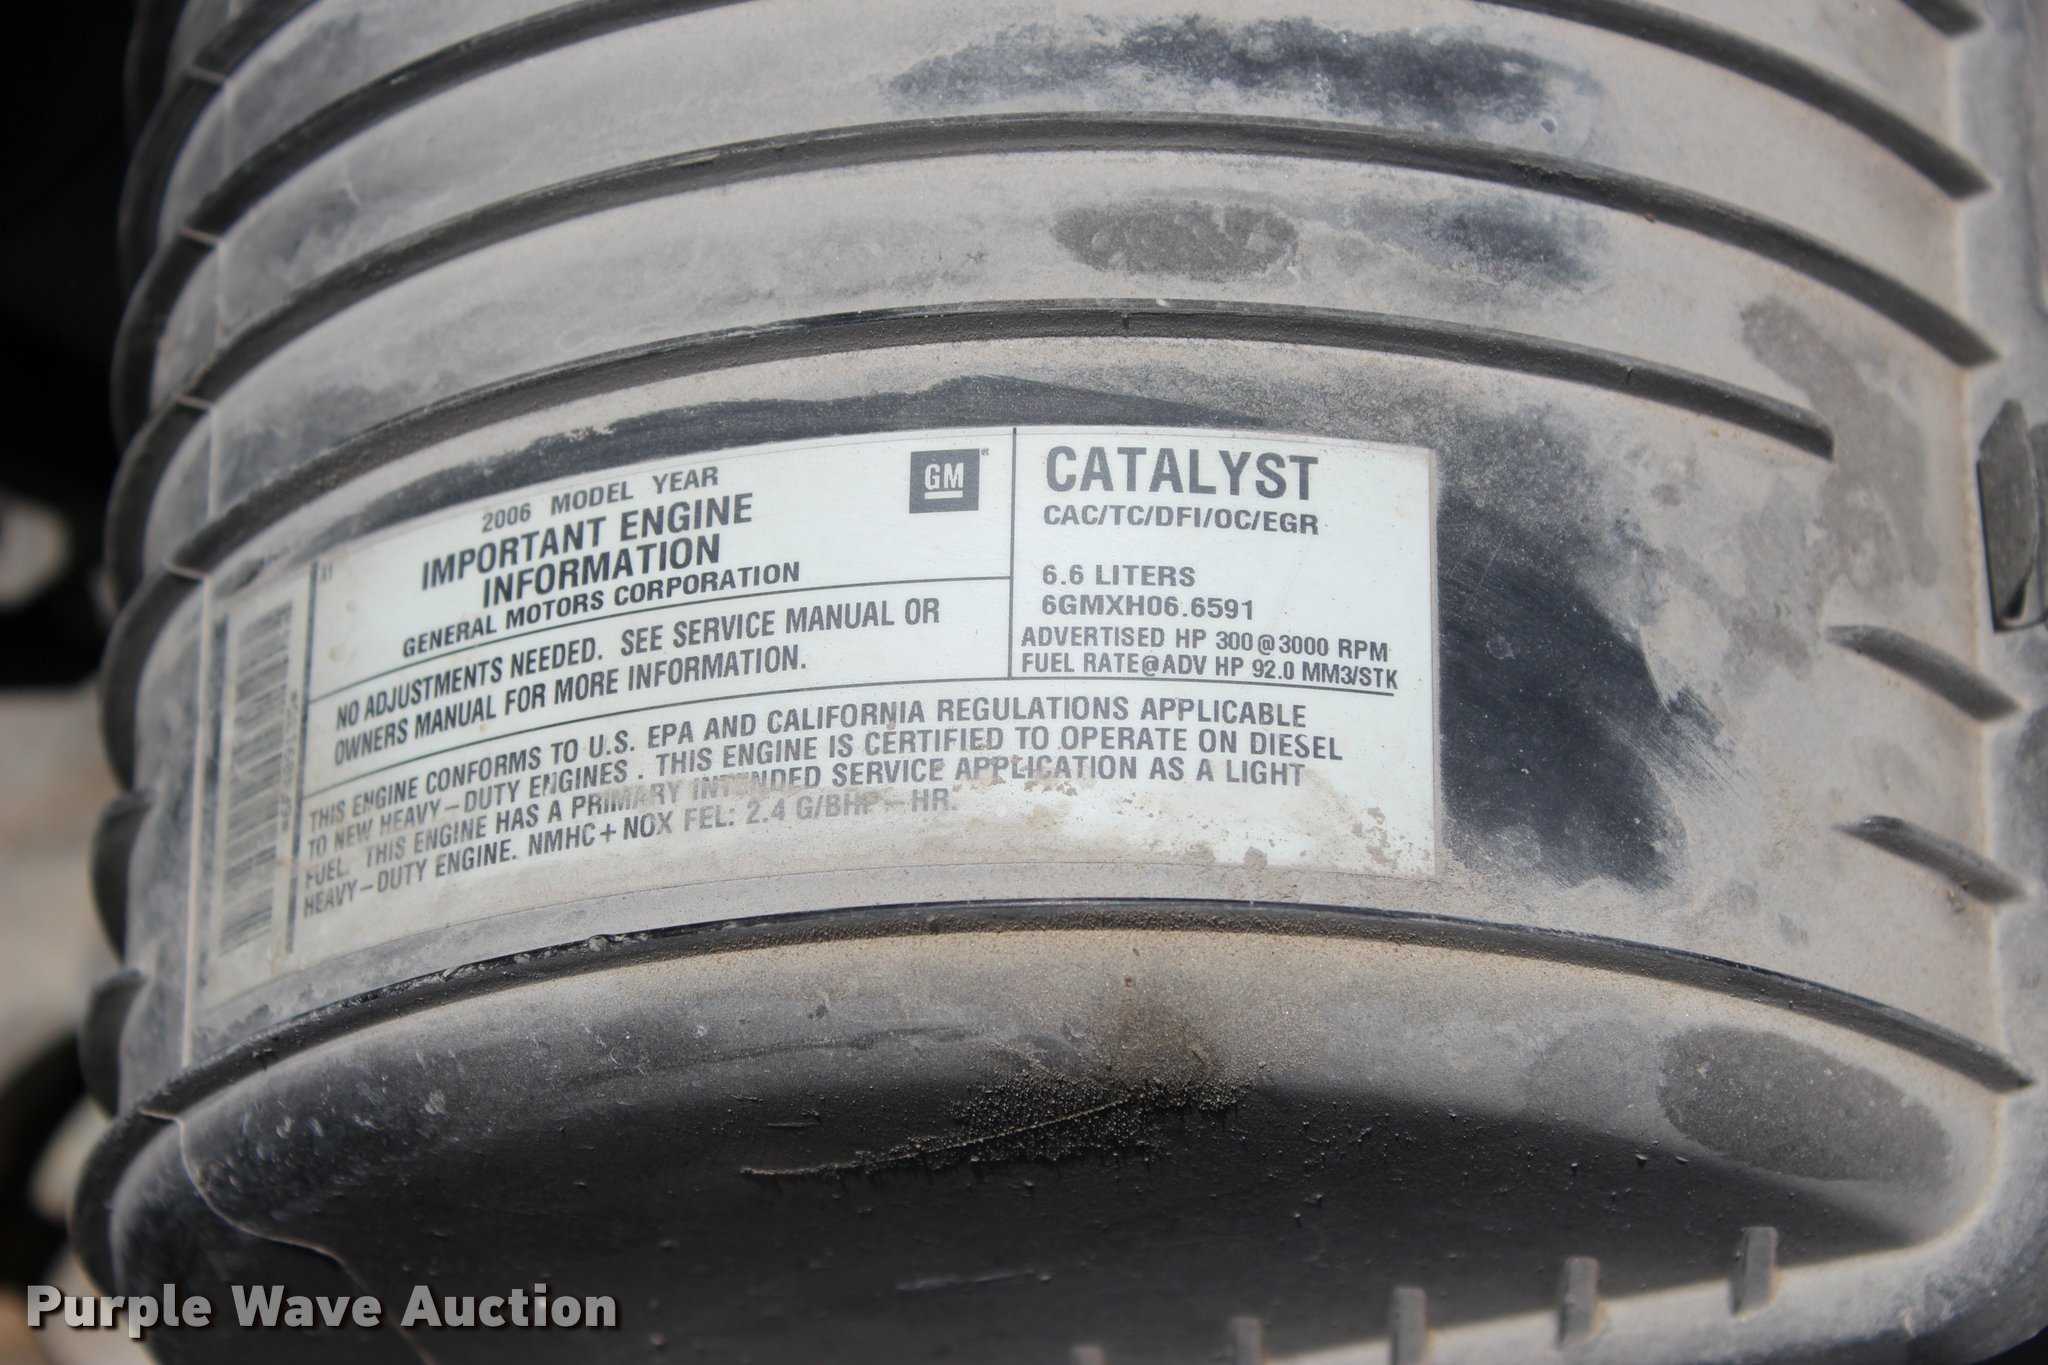 A1
2006 MODEL YEAR
IMPORTANT ENGINE
INFORMATION
GENERAL MOTORS CORPORATION
GM
NO ADJUSTMENTS NEEDED. SEE SERVICE MANUAL OR
OWNERS MANUAL FOR MORE INFORMATION.
CATALYST
CAC/TC/DFI/OC/EGR
6.6 LITERS
6GMXH06.6591
ADVERTISED HP 300@3000 RPM
FUEL RATE@ADV HP 92.0 MM3/STK
THIS ENGINE CONFORMS TO U.S. EPA AND CALIFORNIA REGULATIONS APPLICABLE
TO NEW HEAVY-DUTY ENGINES. THIS ENGINE IS CERTIFIED TO OPERATE ON DIESEL
FUEL. THIS ENGINE HAS A PRIMARY INTENDED SERVICE APPLICATION AS A LIGHT
HEAVY-DUTY ENGINE. NMHC+NOX FEL: 2.4 G/BHP-HR.
Purple Wave Auction